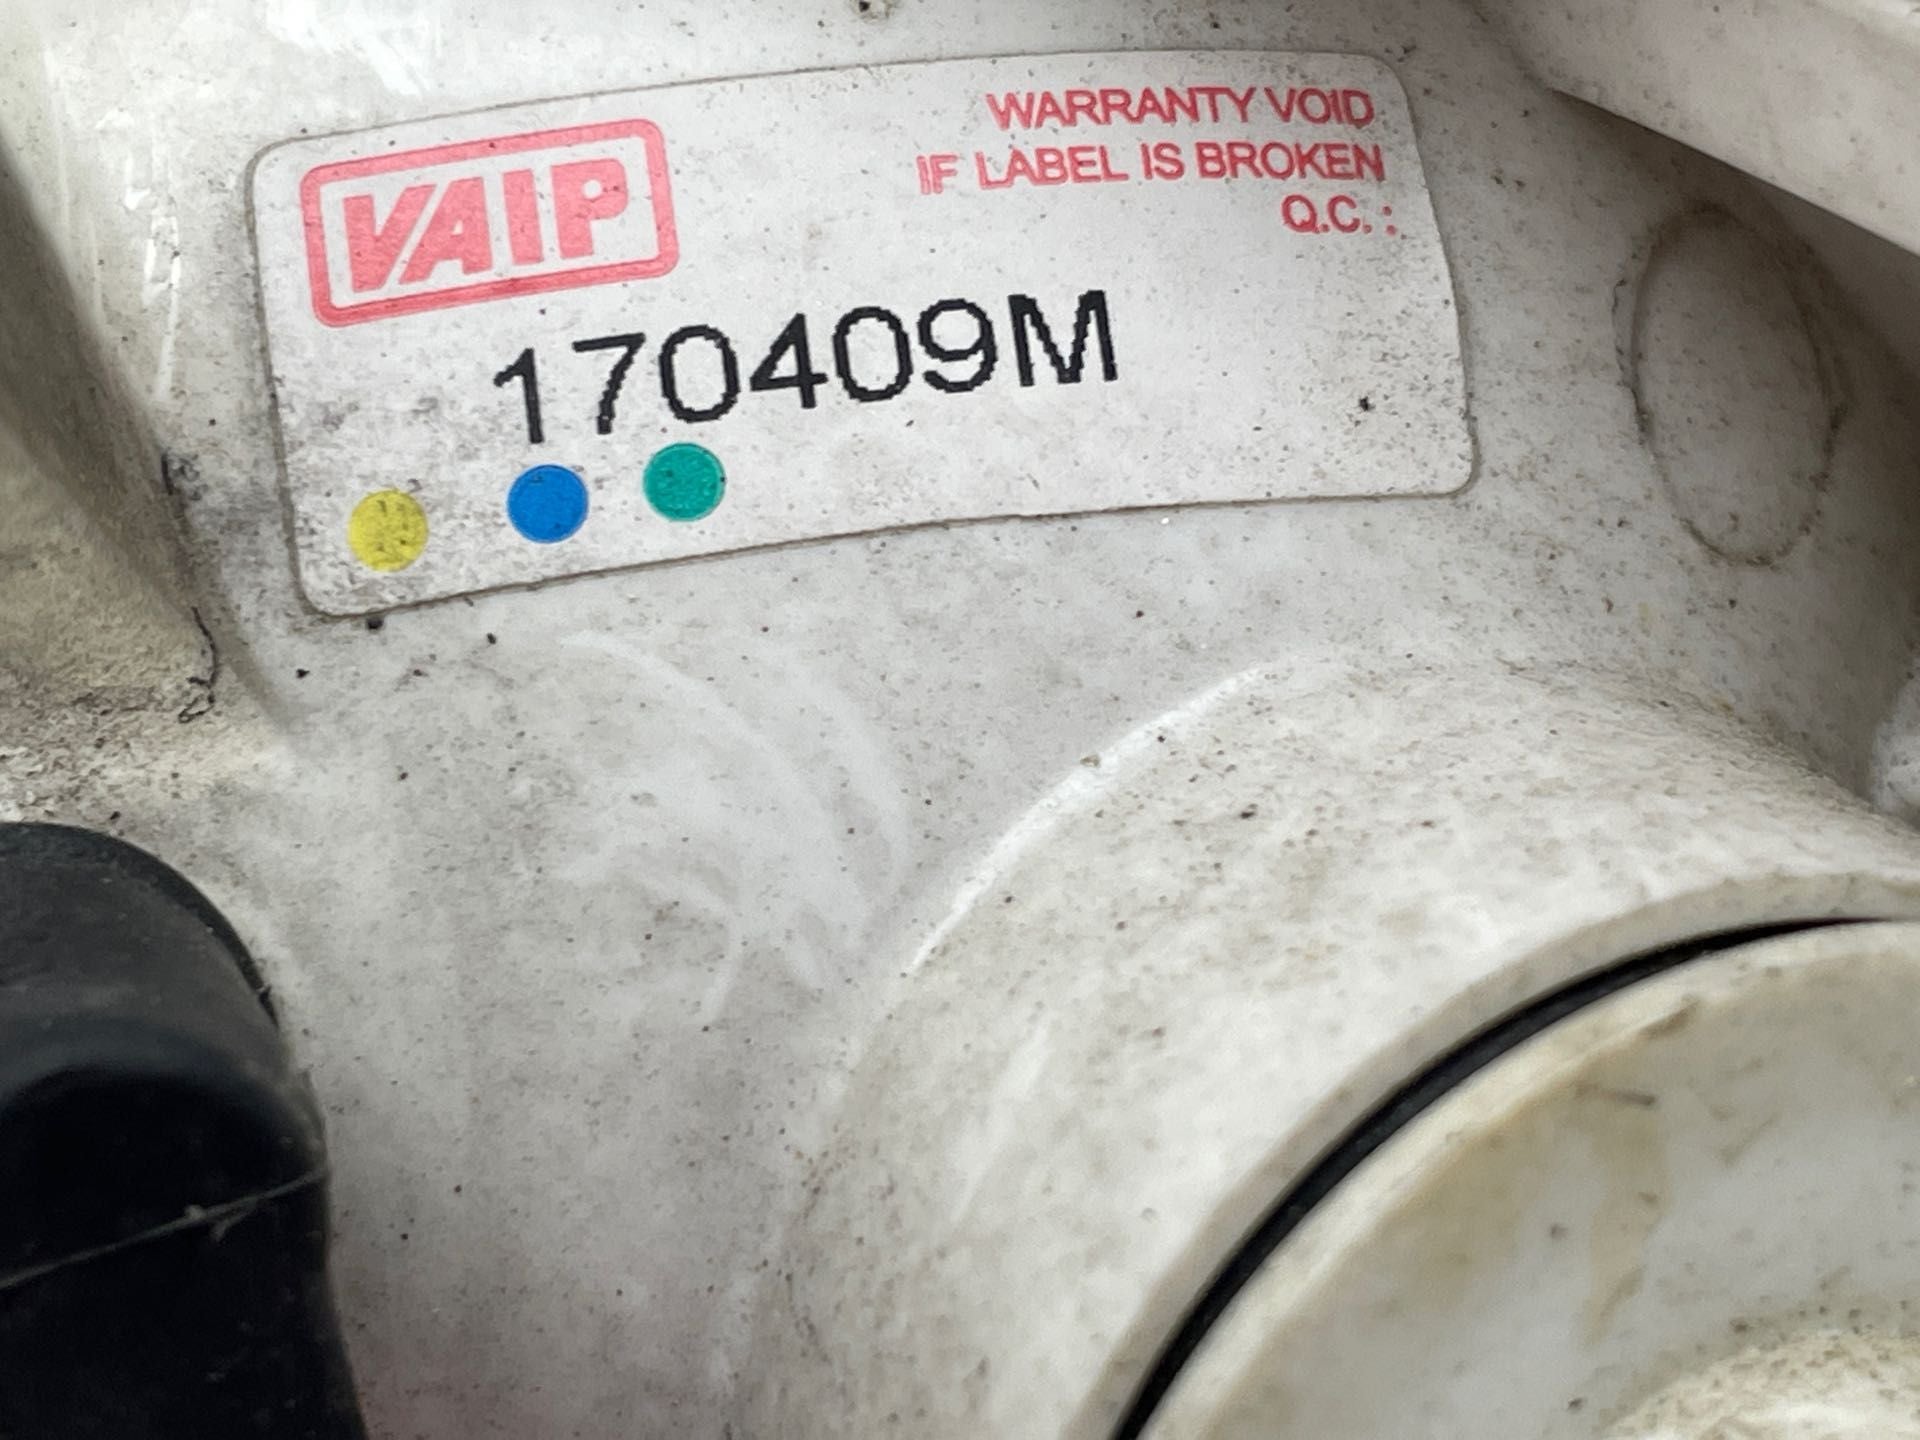 VAIP
WARRANTY VOID
IF LABEL IS BROKEN
Q.C. :
170409M